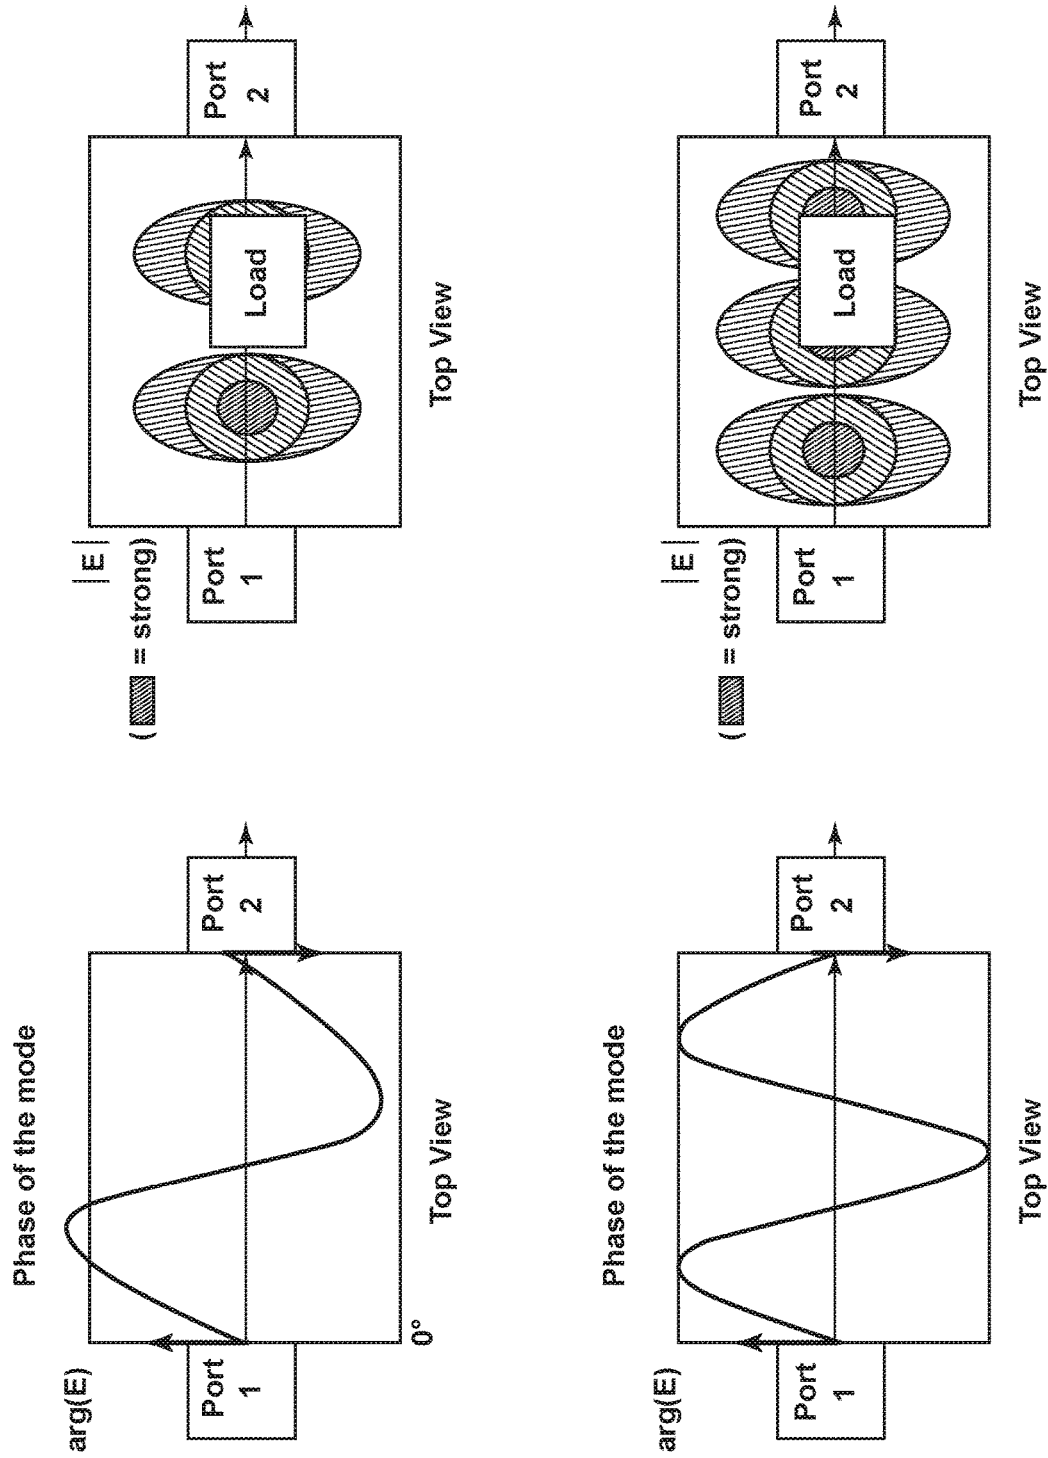 Phase of the mode
arg(E)
Port
1
Port
2
0°
Top View
|E|
( = strong)
Port
1
Load
Port
2
Top View
Phase of the mode
arg(E)
Port
1
Port
2
Top View
|E|
( = strong)
Port
1
Load
Port
2
Top View